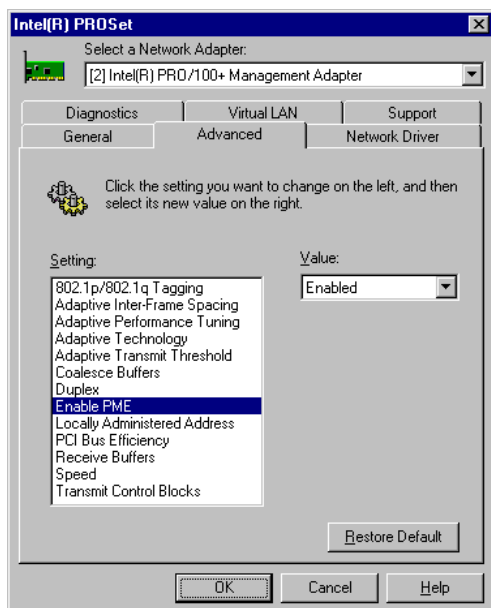 Intel(R) PROSet
Select a Network Adapter:
[2] Intel(R) PRO/100+ Management Adapter
Diagnostics
Virtual LAN
Support
General
Advanced
Network Driver
Click the setting you want to change on the left, and then
select its new value on the right.
Setting:
802.1p/802.1q Tagging
Adaptive Inter-Frame Spacing
Adaptive Performance Tuning
Adaptive Technology
Adaptive Transmit Threshold
Coalesce Buffers
Duplex
Enable PME
Locally Administered Address
PCI Bus Efficiency
Receive Buffers
Speed
Transmit Control Blocks
Value:
Enabled
Restore Default
OK
Cancel
Help